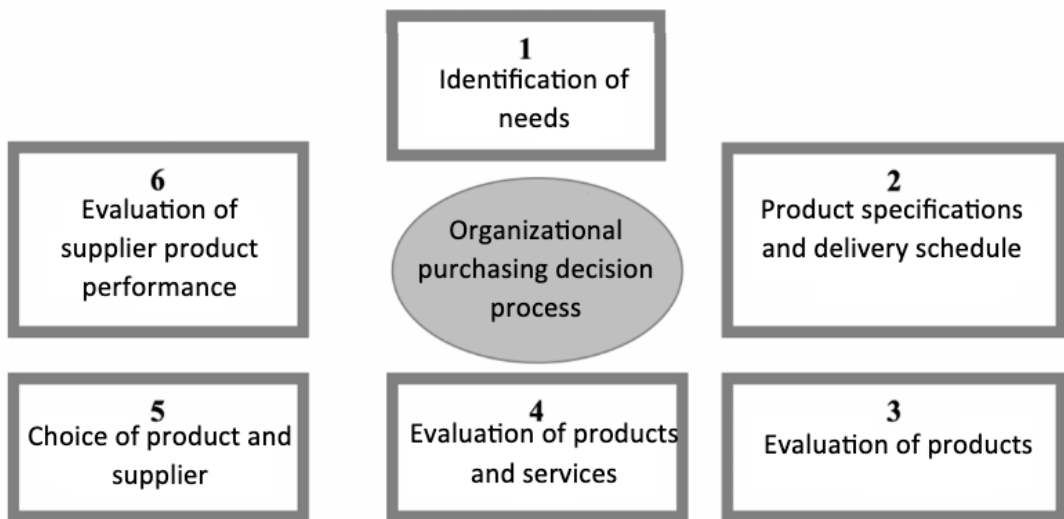 1
Identification of
needs
6
Evaluation of
supplier product
performance
Organizational
purchasing decision
process
2
Product specifications
and delivery schedule
5
Choice of product and
supplier
4
Evaluation of products
and services
3
Evaluation of products